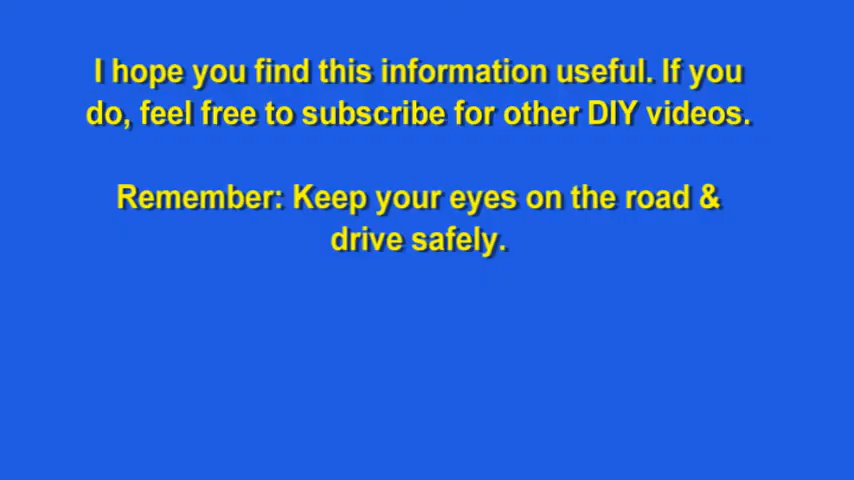 I hope you find this information useful. If you
do, feel free to subscribe for other DIY videos.
Remember: Keep your eyes on the road &
drive safely.